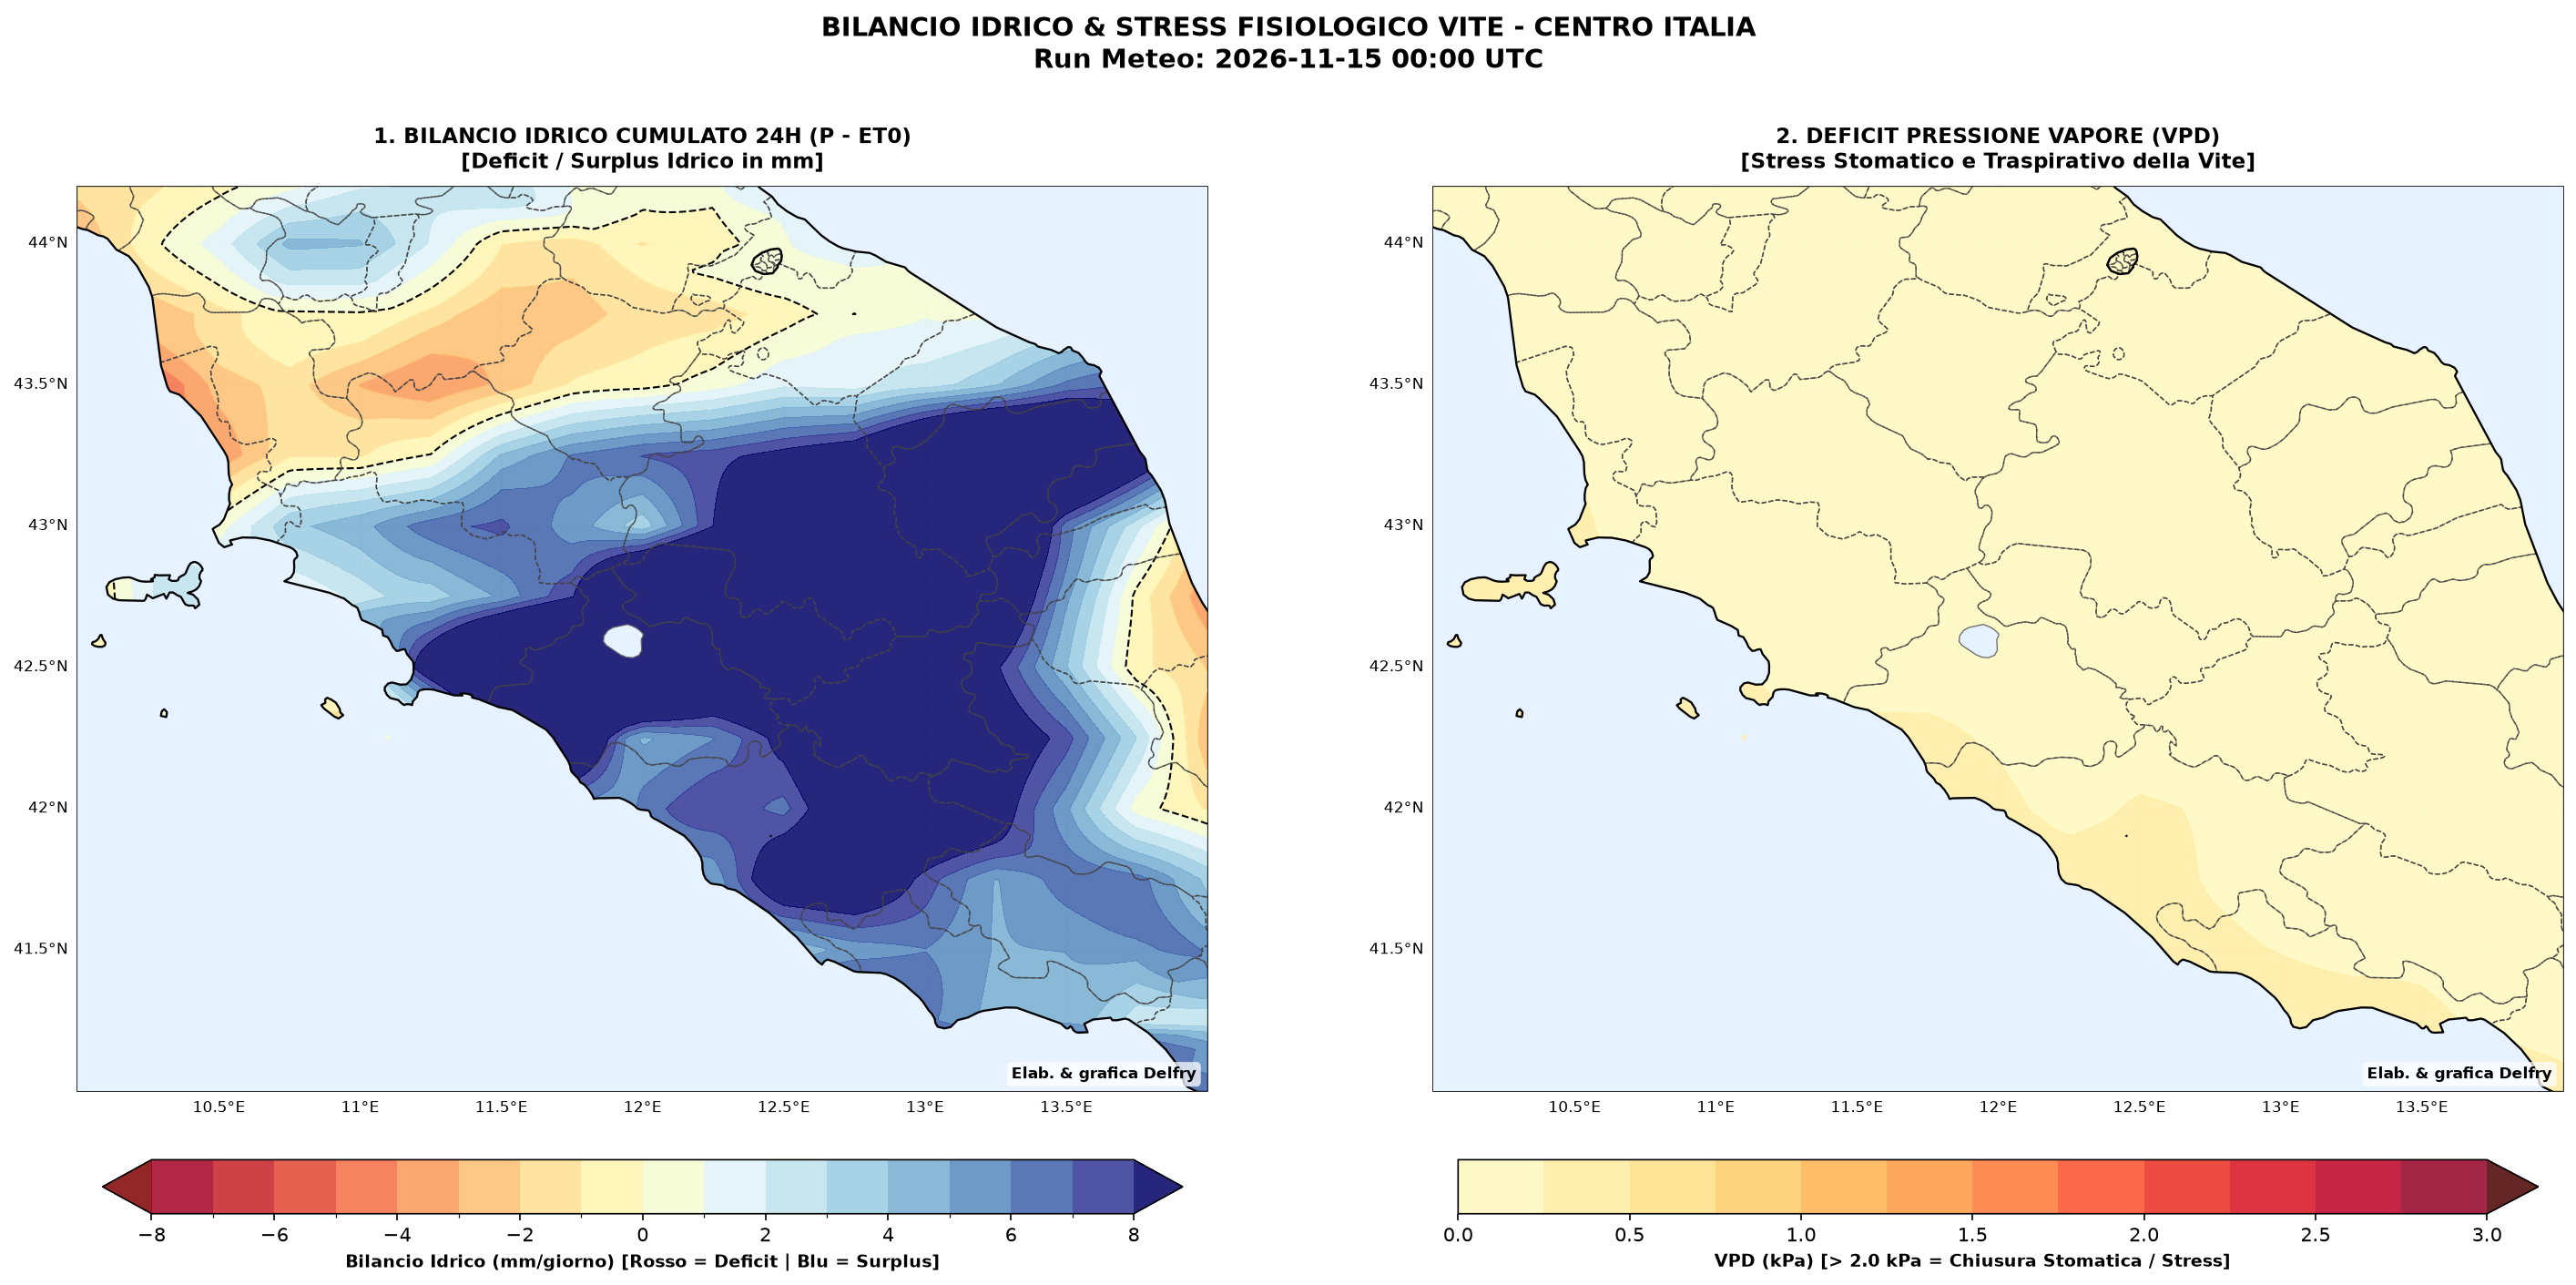 BILANCIO IDRICO & STRESS FISIOLOGICO VITE - CENTRO ITALIA
Run Meteo: 2026-11-15 00:00 UTC
1. BILANCIO IDRICO CUMULATO 24H (P - ET0)
[Deficit / Surplus Idrico in mm]
44°N
43.5°N
43°N
42.5°N
42°N
41.5°N
10.5°E 11°E 11.5°E 12°E 12.5°E 13°E 13.5°E
Elab. & grafica Delfry
−8 −6 −4 −2 0 2 4 6 8
Bilancio Idrico (mm/giorno) [Rosso = Deficit | Blu = Surplus]
2. DEFICIT PRESSIONE VAPORE (VPD)
[Stress Stomatico e Traspirativo della Vite]
44°N
43.5°N
43°N
42.5°N
42°N
41.5°N
10.5°E 11°E 11.5°E 12°E 12.5°E 13°E 13.5°E
Elab. & grafica Delfry
0.0 0.5 1.0 1.5 2.0 2.5 3.0
VPD (kPa) [> 2.0 kPa = Chiusura Stomatica / Stress]